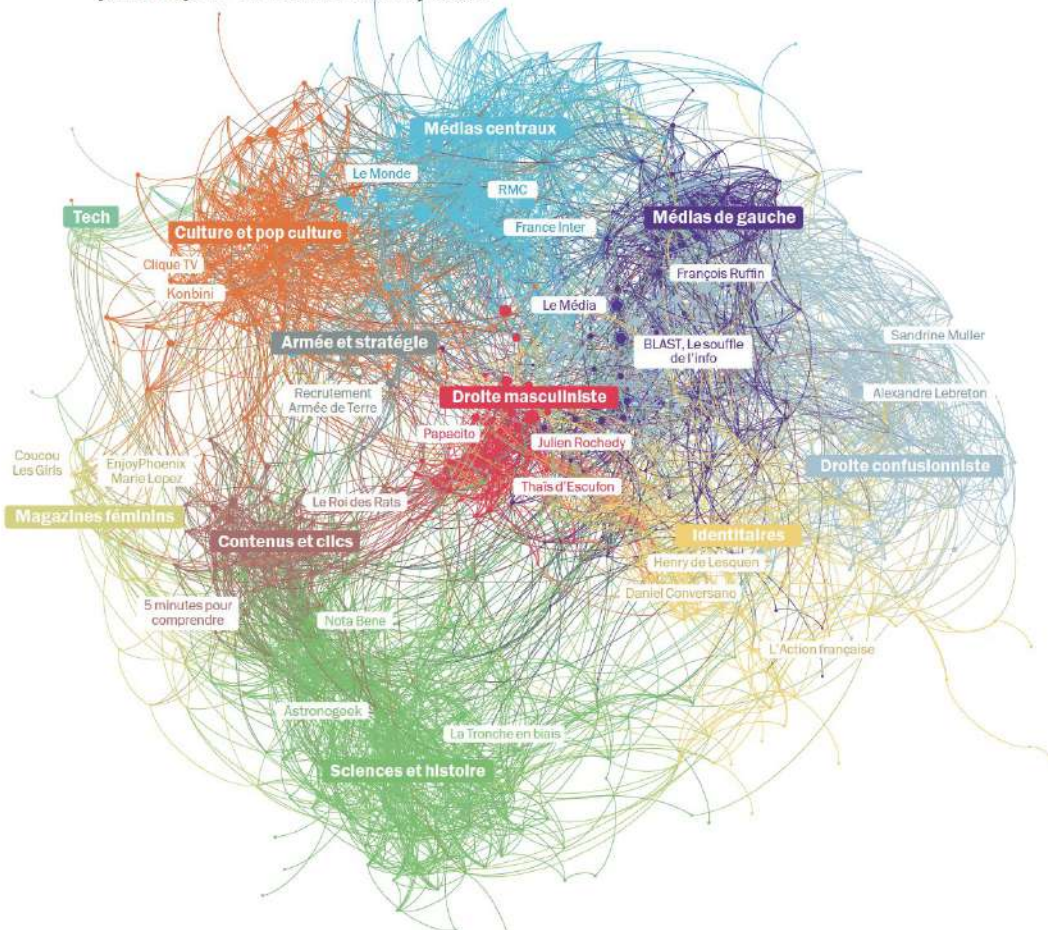 Médias centraux
Le Monde
RMC
Tech
Culture et pop culture
France Inter
Médias de gauche
Clique TV
François Ruffin
Konbini
Le Média
Armée et stratégie
BLAST, Le souffle
de l'info
Sandrine Muller
Recrutement
Armée de Terre
Droite masculiniste
Alexandre Lebreton
Papacito
Julien Rochedy
Coucou
Les Girls
EnjoyPhoenix
Marie Lopez
Droite confusionniste
Thaïs d'Escufon
Le Roi des Rats
Magazines féminins
Contenus et clics
Identitaires
Henry de Lesquen
Daniel Conversano
5 minutes pour
comprendre
Nota Bene
L'Action française
Astronogeek
La Tronche en biais
Sciences et histoire